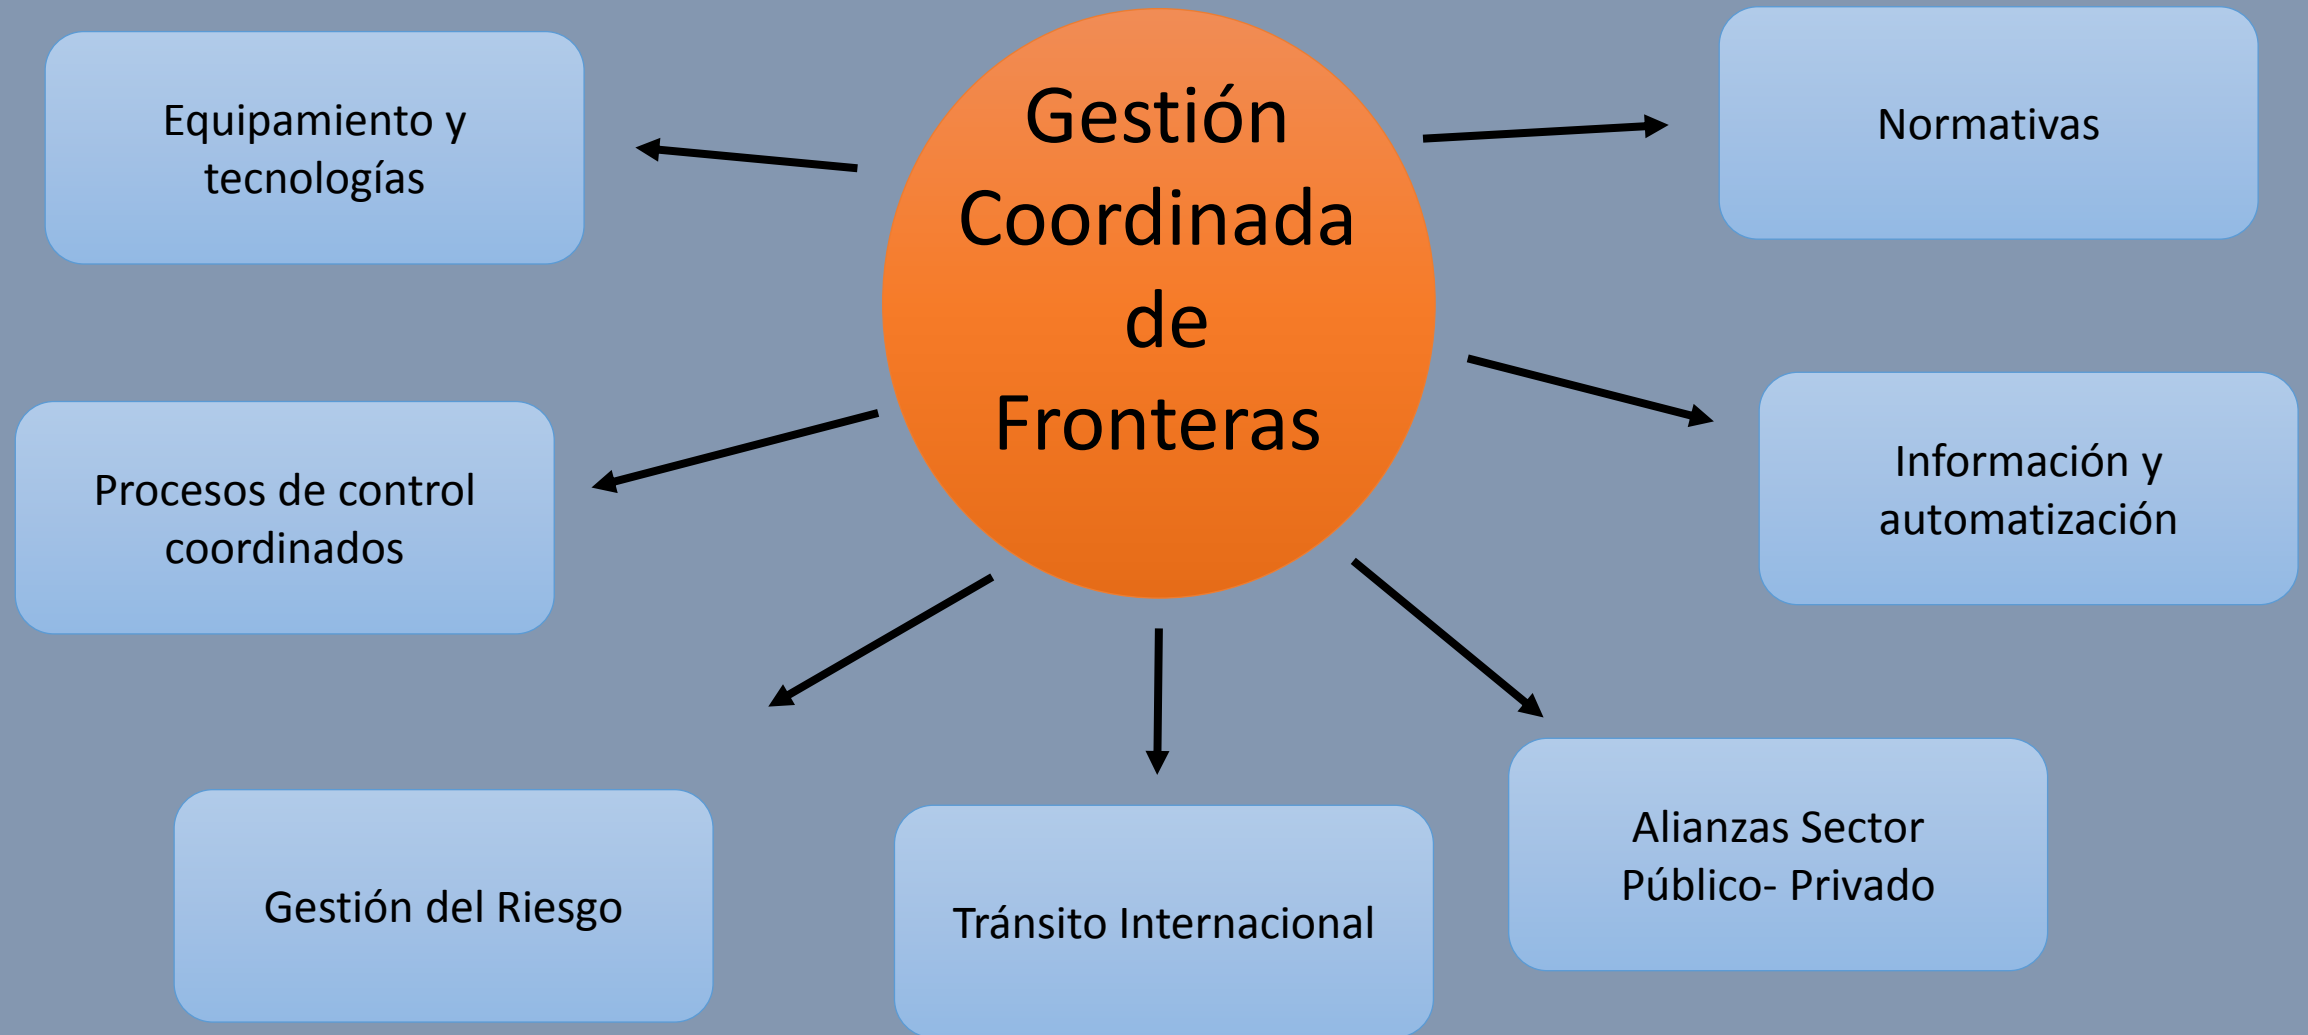 Gestión
Coordinada
de
Fronteras
Equipamiento y
tecnologías
Normativas
Procesos de control
coordinados
Información y
automatización
Gestión del Riesgo
Tránsito Internacional
Alianzas Sector
Público- Privado